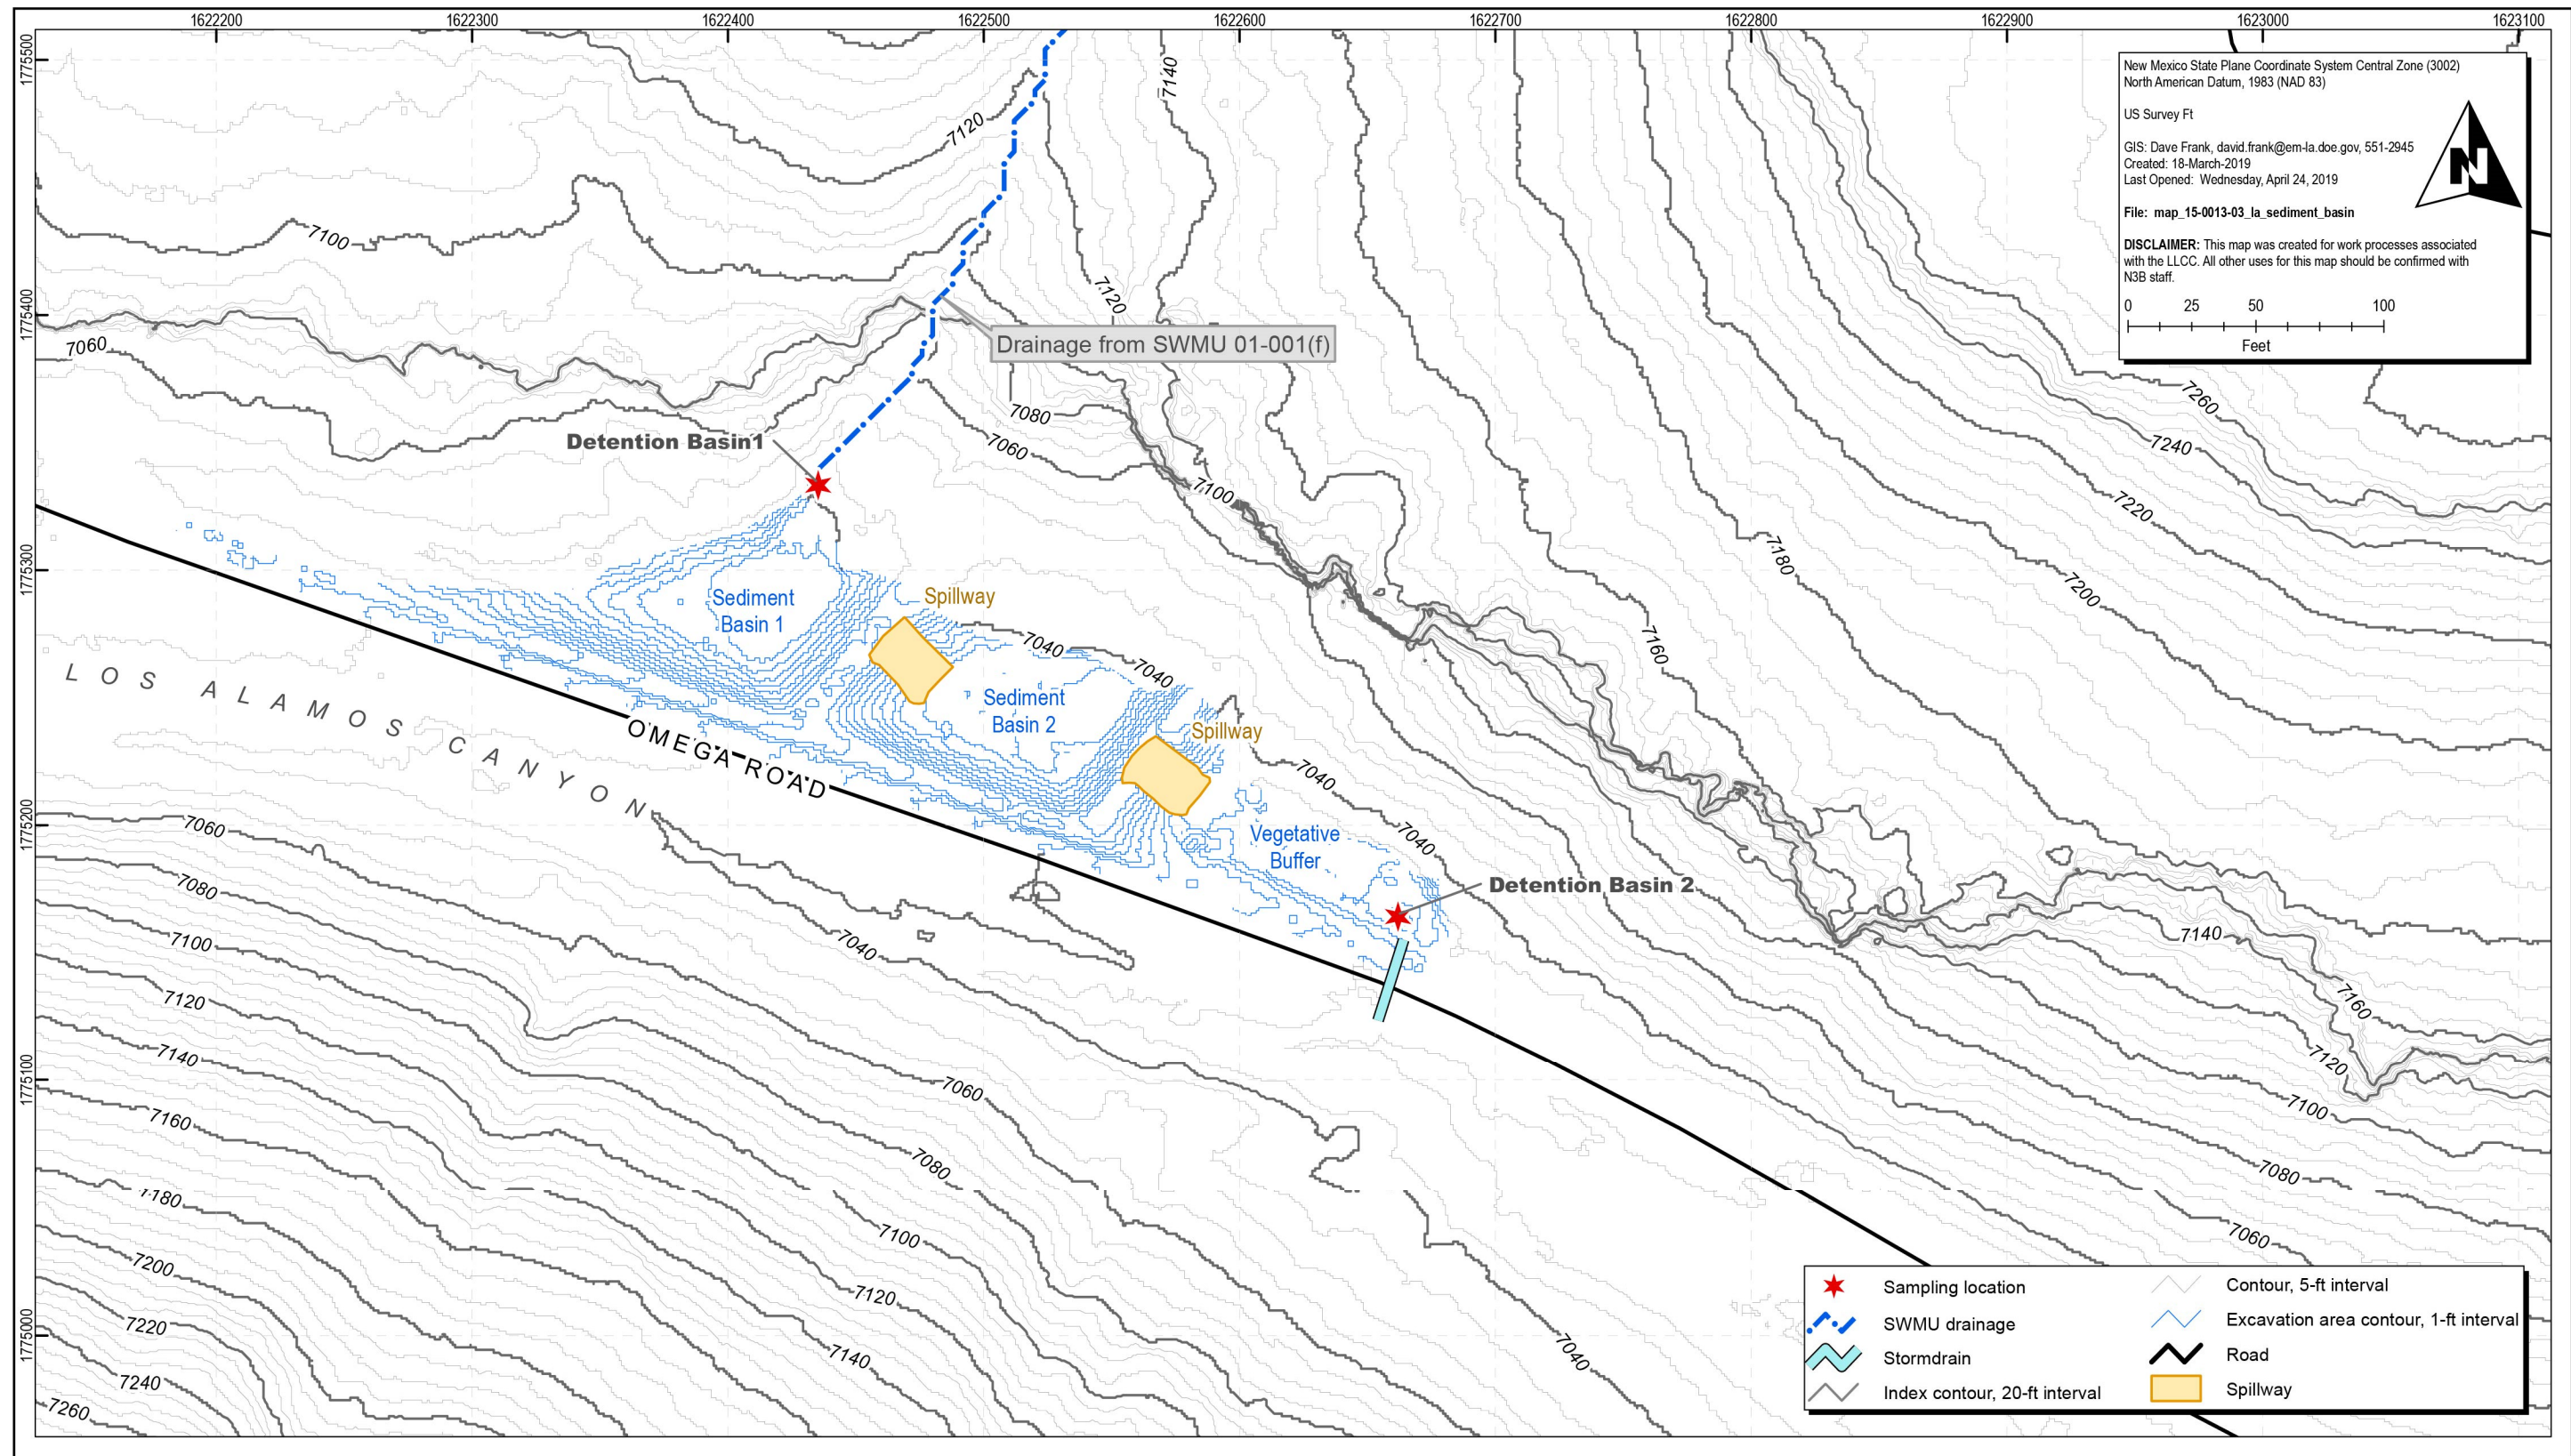 1622200 1622300 1622400 1622500 1622600 1622700 1622800 1622900 1623000 1623100
1775500
1775400
1775300
1775200
1775100
1775000
New Mexico State Plane Coordinate System Central Zone (3002)
North American Datum, 1983 (NAD 83)
US Survey Ft
GIS: Dave Frank, david.frank@em-la.doe.gov, 551-2945
Created: 18-March-2019
Last Opened: Wednesday, April 24, 2019
File: map_15-0013-03_la_sediment_basin
DISCLAIMER: This map was created for work processes associated
with the LLCC. All other uses for this map should be confirmed with
N3B staff.
0 25 50 100
Feet
N
7140
7120
7100
7120
7060
Drainage from SWMU 01-001(f)
7080
7060
Detention Basin1
7100
7260
7240
7220
7200
7180
7160
Sediment
Basin 1
Spillway
7040
7040
Sediment
Basin 2
Spillway
7040
7040
Vegetative
Buffer
Detention Basin 2
LOS ALAMOS CANYON
OMEGA ROAD
7060
7080
7100
7120
7140
7160
7180
7200
7220
7240
7260
7040
7060
7080
7100
7120
7140
7040
7140
7160
7120
7100
7080
7060
Sampling location
SWMU drainage
Stormdrain
Index contour, 20-ft interval
Contour, 5-ft interval
Excavation area contour, 1-ft interval
Road
Spillway